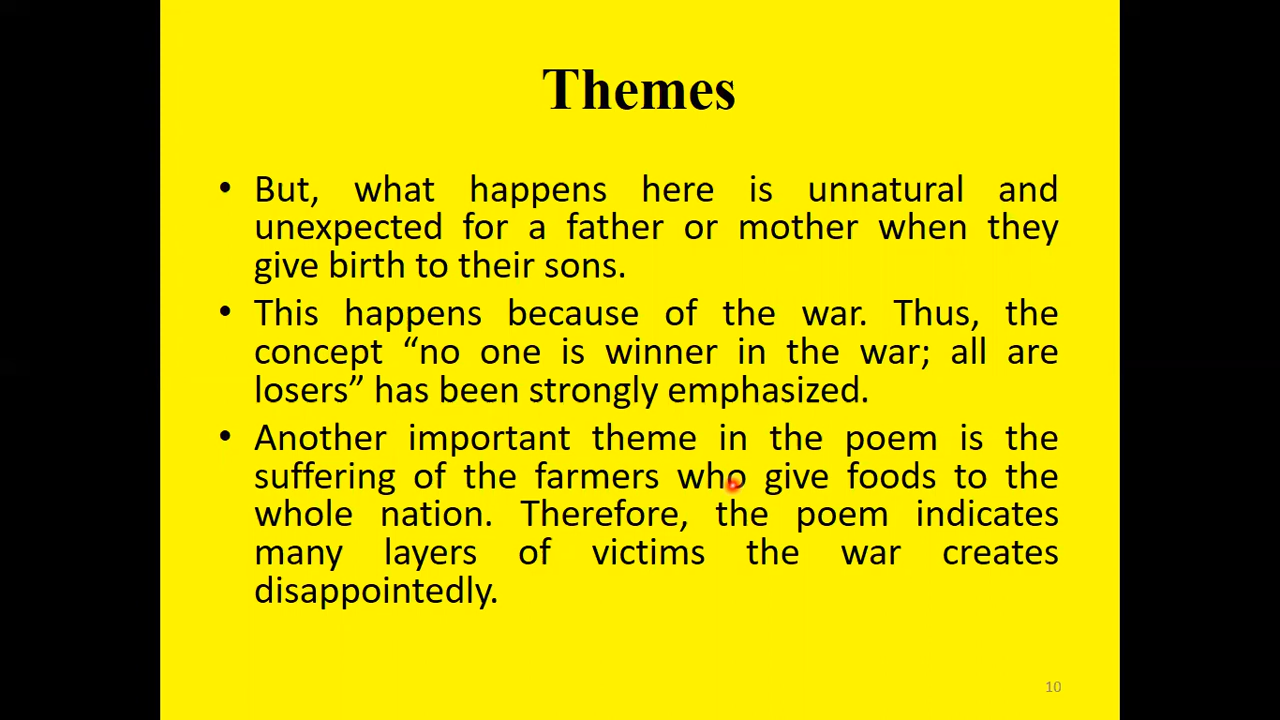 Themes
• But, what happens here is unnatural and
unexpected for a father or mother when they
give birth to their sons.
• This happens because of the war. Thus, the
concept “no one is winner in the war; all are
losers” has been strongly emphasized.
• Another important theme in the poem is the
suffering of the farmers who give foods to the
whole nation. Therefore, the poem indicates
many layers of victims the war creates
disappointedly.
10